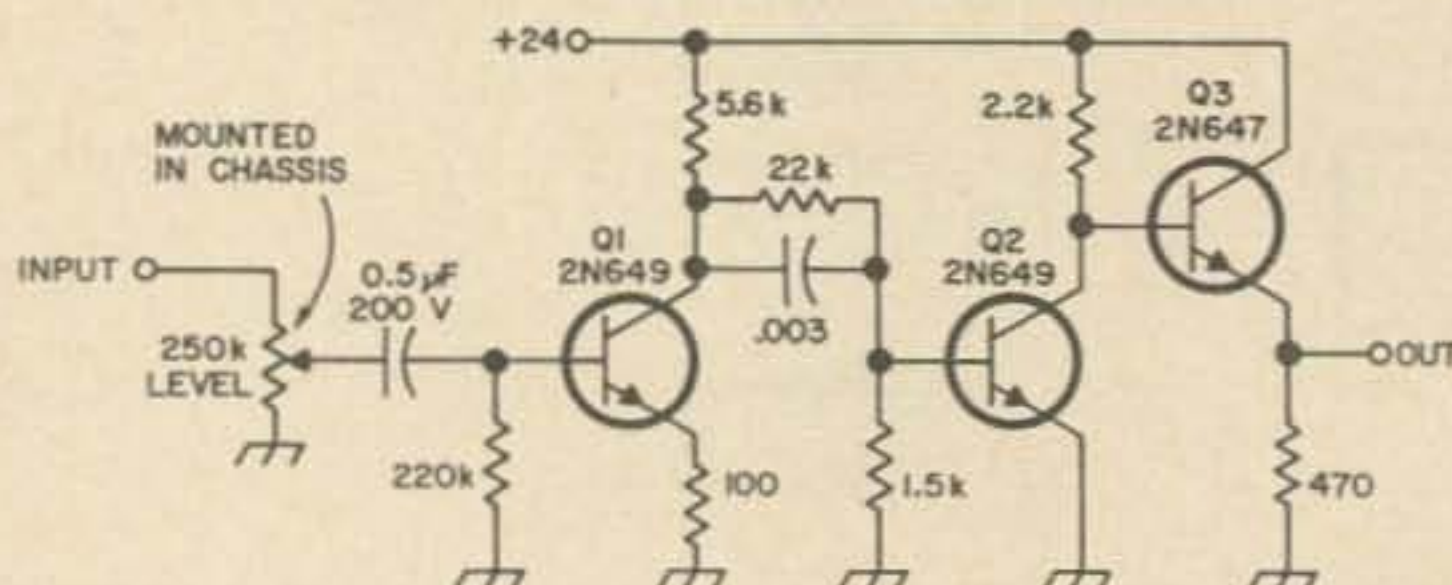 +24
5.6k
2.2k
Q3
2N647
MOUNTED
IN CHASSIS
22k
INPUT
0.5µF
200 V
Q1
2N649
Q2
2N649
.003
250k
LEVEL
OUT
220k
100
1.5k
470